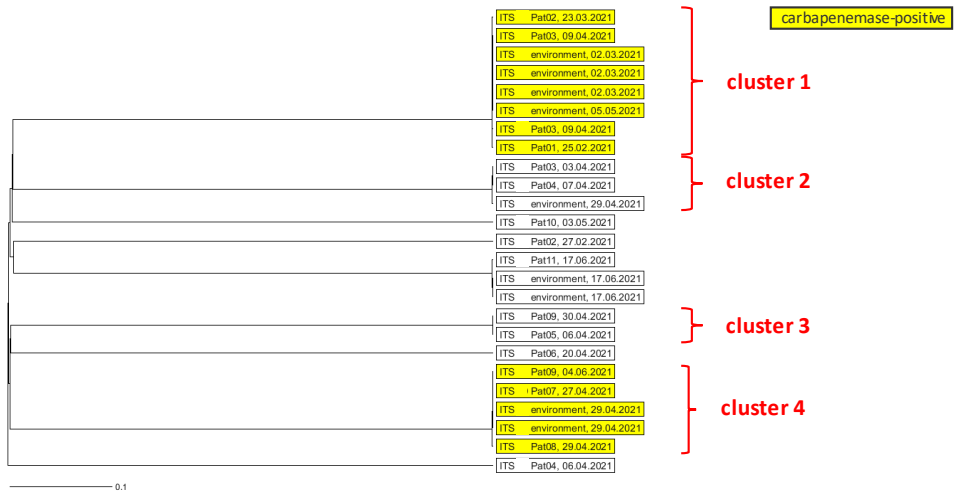 carbapenemase-positive
ITS Pat02, 23.03.2021
ITS Pat03, 09.04.2021
ITS environment, 02.03.2021
ITS environment, 02.03.2021
ITS environment, 02.03.2021
ITS environment, 05.05.2021
ITS Pat03, 09.04.2021
ITS Pat01, 25.02.2021
cluster 1
ITS Pat03, 03.04.2021
ITS Pat04, 07.04.2021
ITS environment, 29.04.2021
cluster 2
ITS Pat10, 03.05.2021
ITS Pat02, 27.02.2021
ITS Pat11, 17.06.2021
ITS environment, 17.06.2021
ITS environment, 17.06.2021
ITS Pat09, 30.04.2021
ITS Pat05, 06.04.2021
cluster 3
ITS Pat06, 20.04.2021
ITS Pat09, 04.06.2021
ITS Pat07, 27.04.2021
ITS environment, 29.04.2021
ITS environment, 29.04.2021
ITS Pat08, 29.04.2021
cluster 4
ITS Pat04, 06.04.2021
0.1